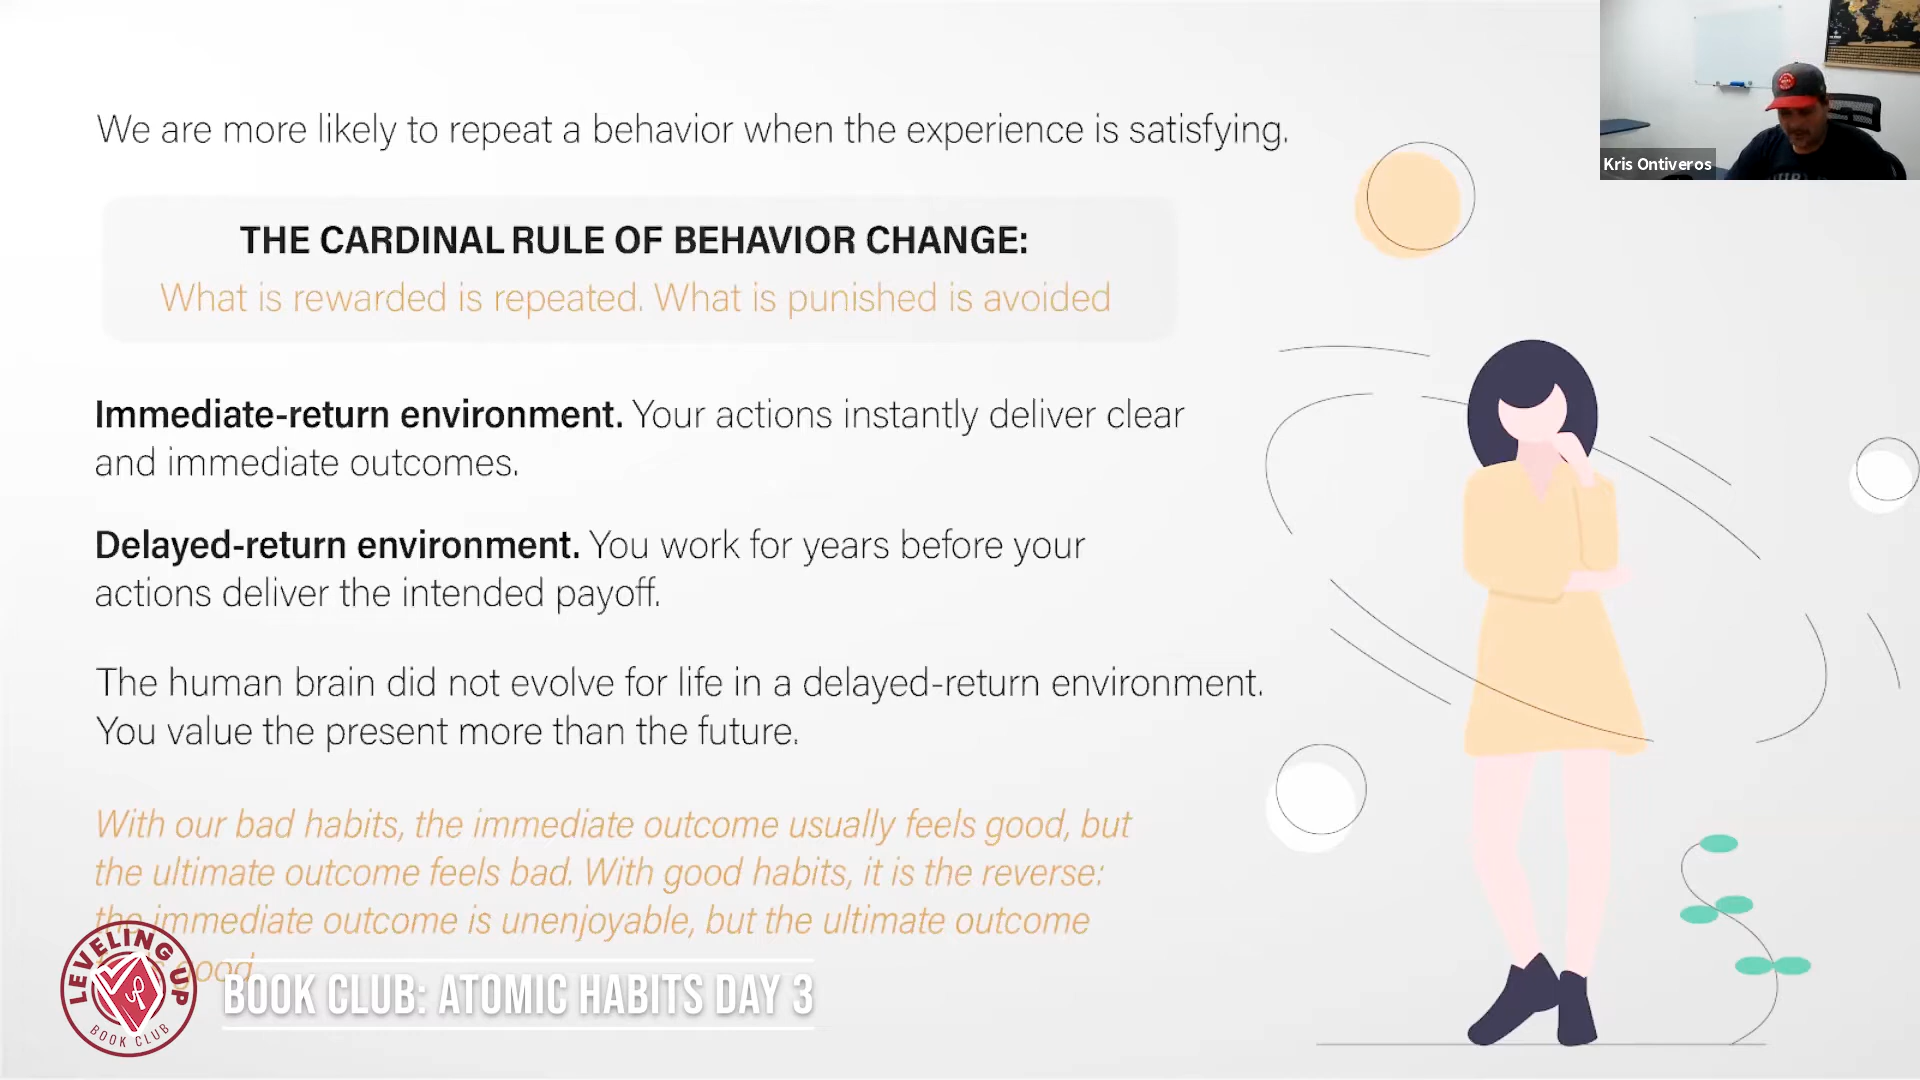 We are more likely to repeat a behavior when the experience is satisfying.
Kris Ontiveros
THE CARDINAL RULE OF BEHAVIOR CHANGE:
What is rewarded is repeated. What is punished is avoided
Immediate-return environment. Your actions instantly deliver clear
and immediate outcomes.
Delayed-return environment. You work for years before your
actions deliver the intended payoff.
The human brain did not evolve for life in a delayed-return environment.
You value the present more than the future.
With our bad habits, the immediate outcome usually feels good, but
the ultimate outcome feels bad. With good habits, it is the reverse:
the immediate outcome is unenjoyable, but the ultimate outcome
good.
LEVELING UP
BOOK CLUB
BOOK CLUB: ATOMIC HABITS DAY 3